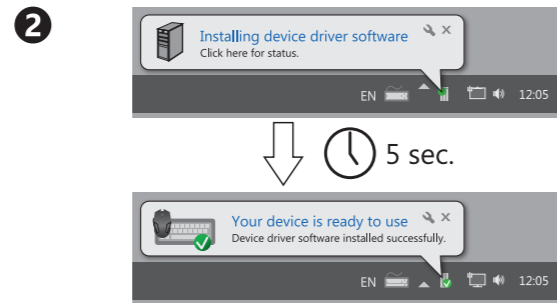 2
Installing device driver software
Click here for status.
EN 12:05
5 sec.
Your device is ready to use
Device driver software installed successfully.
EN 12:05